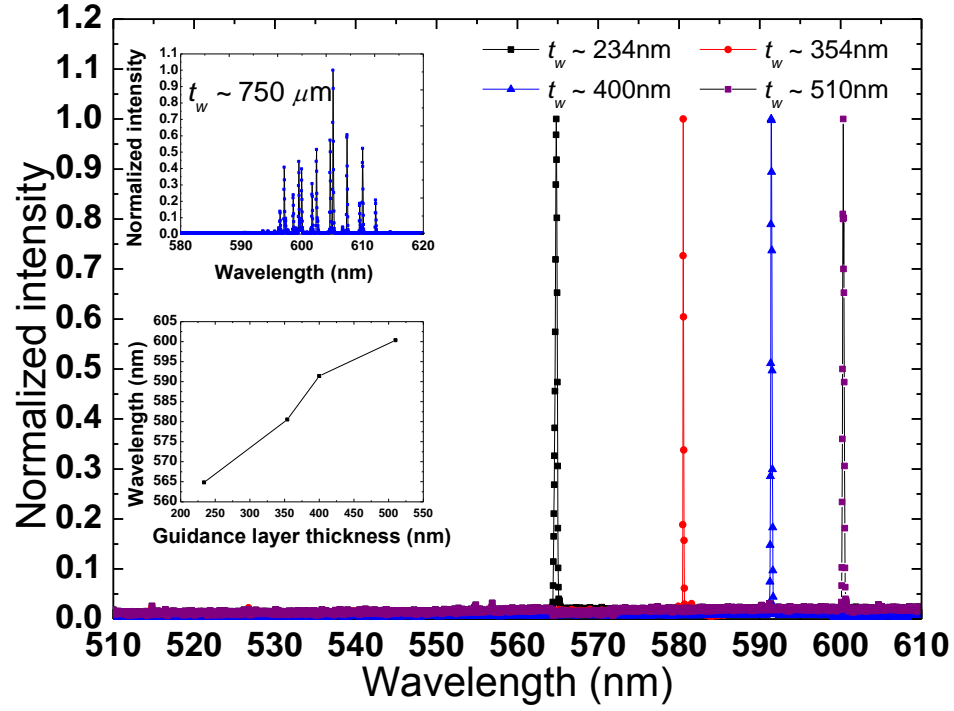 1.2
1.1
1.0
0.9
0.8
0.7
0.6
0.5
0.4
0.3
0.2
0.1
0.0
Normalized intensity
510 520 530 540 550 560 570 580 590 600 610
Wavelength (nm)
t_w ~ 234nm t_w ~ 354nm
t_w ~ 400nm t_w ~ 510nm
1.1
1.0
0.9
0.8
0.7
0.6
0.5
0.4
0.3
0.2
0.1
0.0
Normalized intensity
t_w ~ 750 μm
580 590 600 610 620
Wavelength (nm)
605
600
595
590
585
580
575
570
565
560
Wavelength (nm)
200 250 300 350 400 450 500 550
Guidance layer thickness (nm)